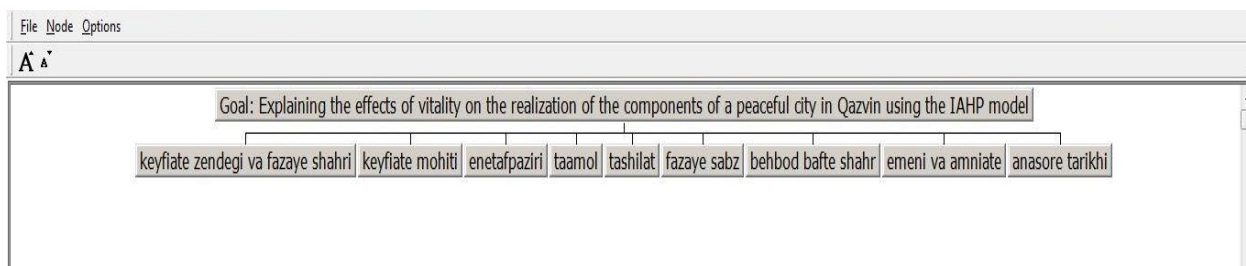 File Node Options
A A
Goal: Explaining the effects of vitality on the realization of the components of a peaceful city in Qazvin using the IAHP model
keyfiate zendegi va fazaye shahri keyfiate mohiti enetafpaziri taamol tashilat fazaye sabz behbod bafte shahr emeni va amniate anasore tarikhi